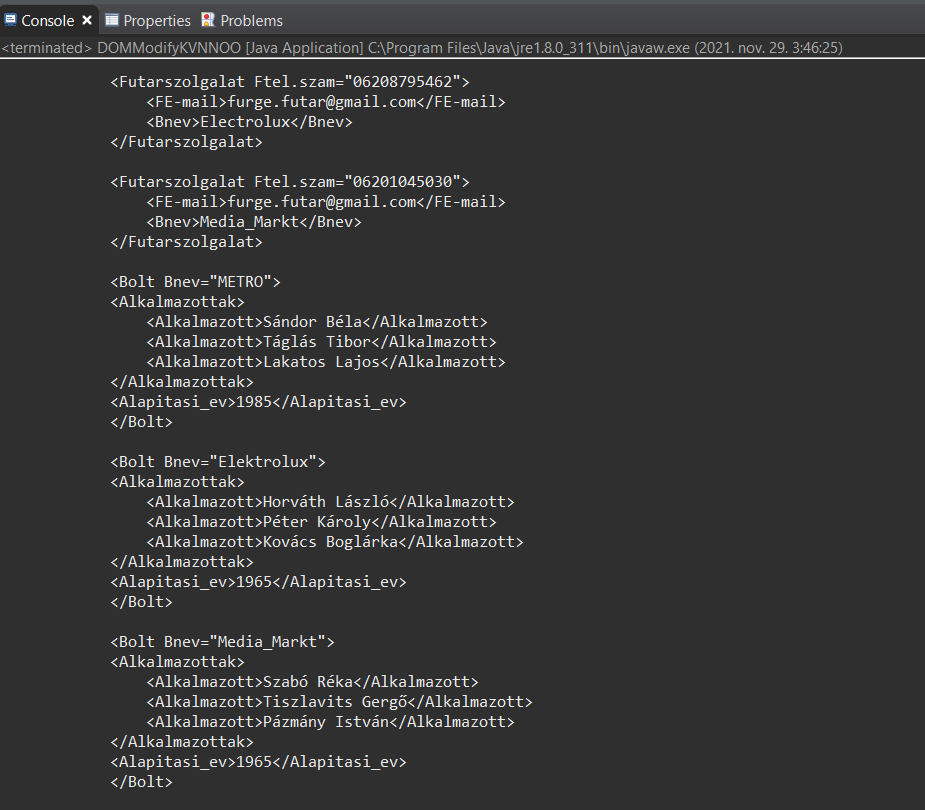 Console Properties Problems
<terminated> DOMModifyKVNNOO [Java Application] C:\Program Files\Java\jre1.8.0_311\bin\javaw.exe (2021. nov. 29. 3:46:25)
<Futarszolgalat Ftel.szam="06208795462">
<FE-mail>furge.futar@gmail.com</FE-mail>
<Bnev>Electrolux</Bnev>
</Futarszolgalat>
<Futarszolgalat Ftel.szam="06201045030">
<FE-mail>furge.futar@gmail.com</FE-mail>
<Bnev>Media_Markt</Bnev>
</Futarszolgalat>
<Bolt Bnev="METRO">
<Alkalmazottak>
<Alkalmazott>Sándor Béla</Alkalmazott>
<Alkalmazott>Táglás Tibor</Alkalmazott>
<Alkalmazott>Lakatos Lajos</Alkalmazott>
</Alkalmazottak>
<Alapitasi_ev>1985</Alapitasi_ev>
</Bolt>
<Bolt Bnev="Elektrolux">
<Alkalmazottak>
<Alkalmazott>Horváth László</Alkalmazott>
<Alkalmazott>Péter Károly</Alkalmazott>
<Alkalmazott>Kovács Boglárka</Alkalmazott>
</Alkalmazottak>
<Alapitasi_ev>1965</Alapitasi_ev>
</Bolt>
<Bolt Bnev="Media_Markt">
<Alkalmazottak>
<Alkalmazott>Szabó Réka</Alkalmazott>
<Alkalmazott>Tiszlavits Gergő</Alkalmazott>
<Alkalmazott>Pázmány István</Alkalmazott>
</Alkalmazottak>
<Alapitasi_ev>1965</Alapitasi_ev>
</Bolt>